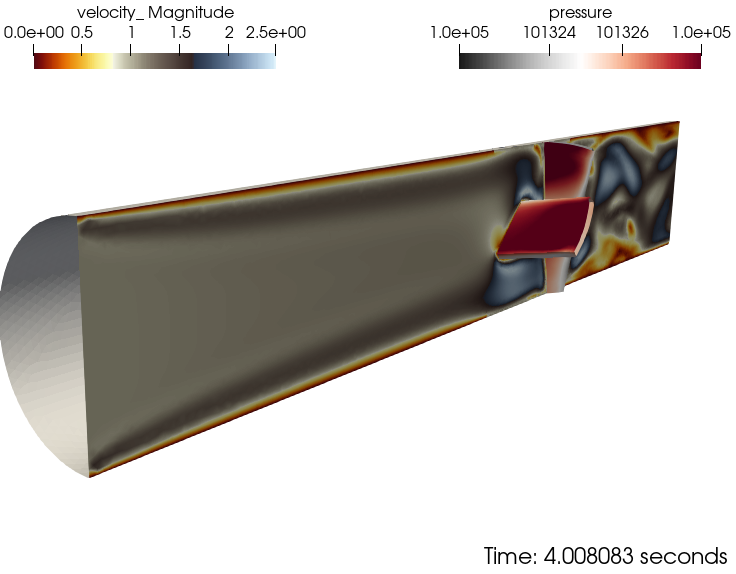 velocity_ Magnitude
0.0e+00 0.5 1 1.5 2 2.5e+00
pressure
1.0e+05 101324 101326 1.0e+05
Time: 4.008083 seconds